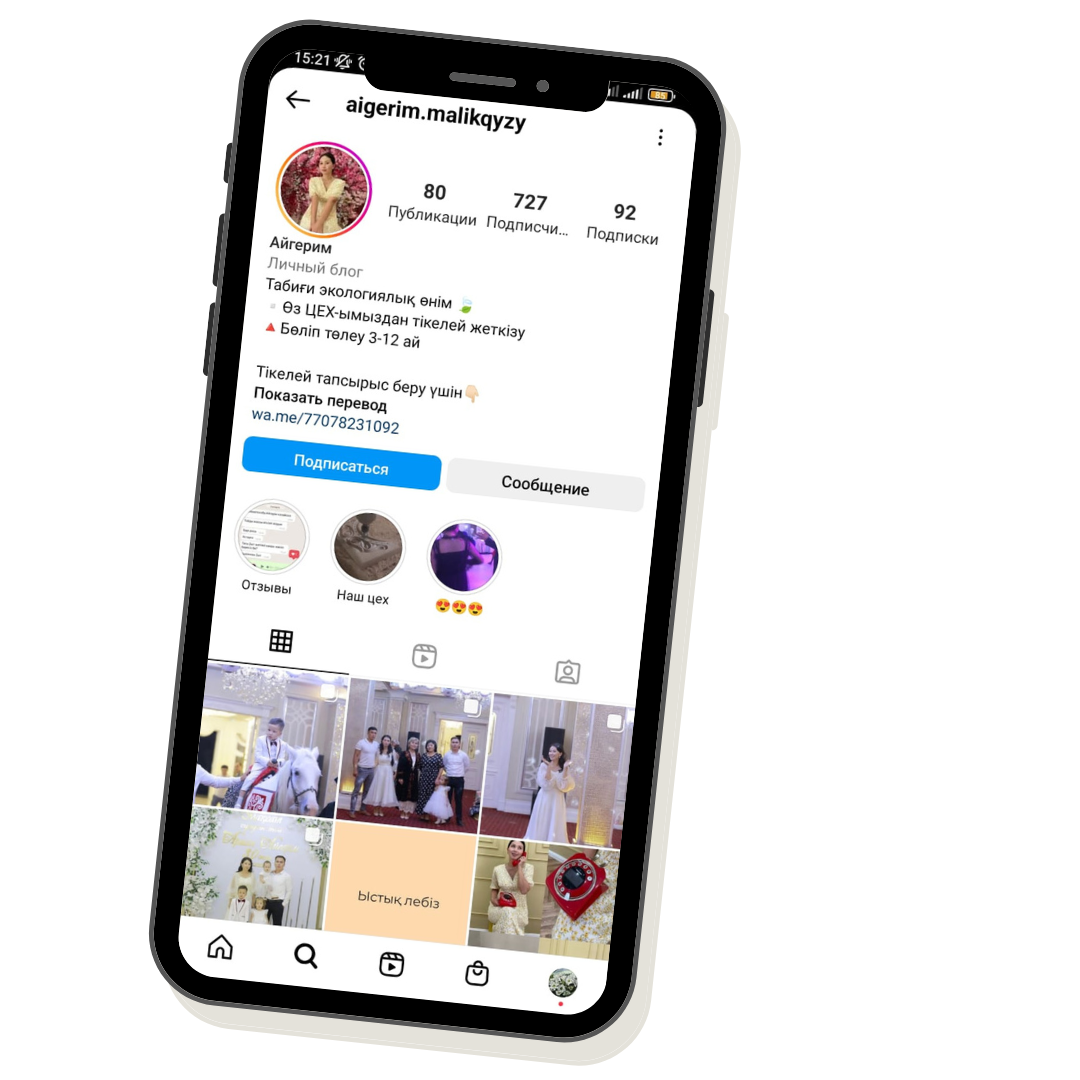 15:21
85
aigerim.malikqyzy
80
Публикации
727
Подписчи...
92
Подписки
Айгерим
Личный блог
Табиғи экологиялық өнім 🍃
▫️Өз ЦЕХ-ымыздан тікелей жеткізу
🔺Бөліп төлеу 3-12 ай
Тікелей тапсырыс беру үшін👇🏻
Показать перевод
wa.me/77078231092
Подписаться
Сообщение
Отзывы
Наш цех
😍😍😍
Ыстық лебіз